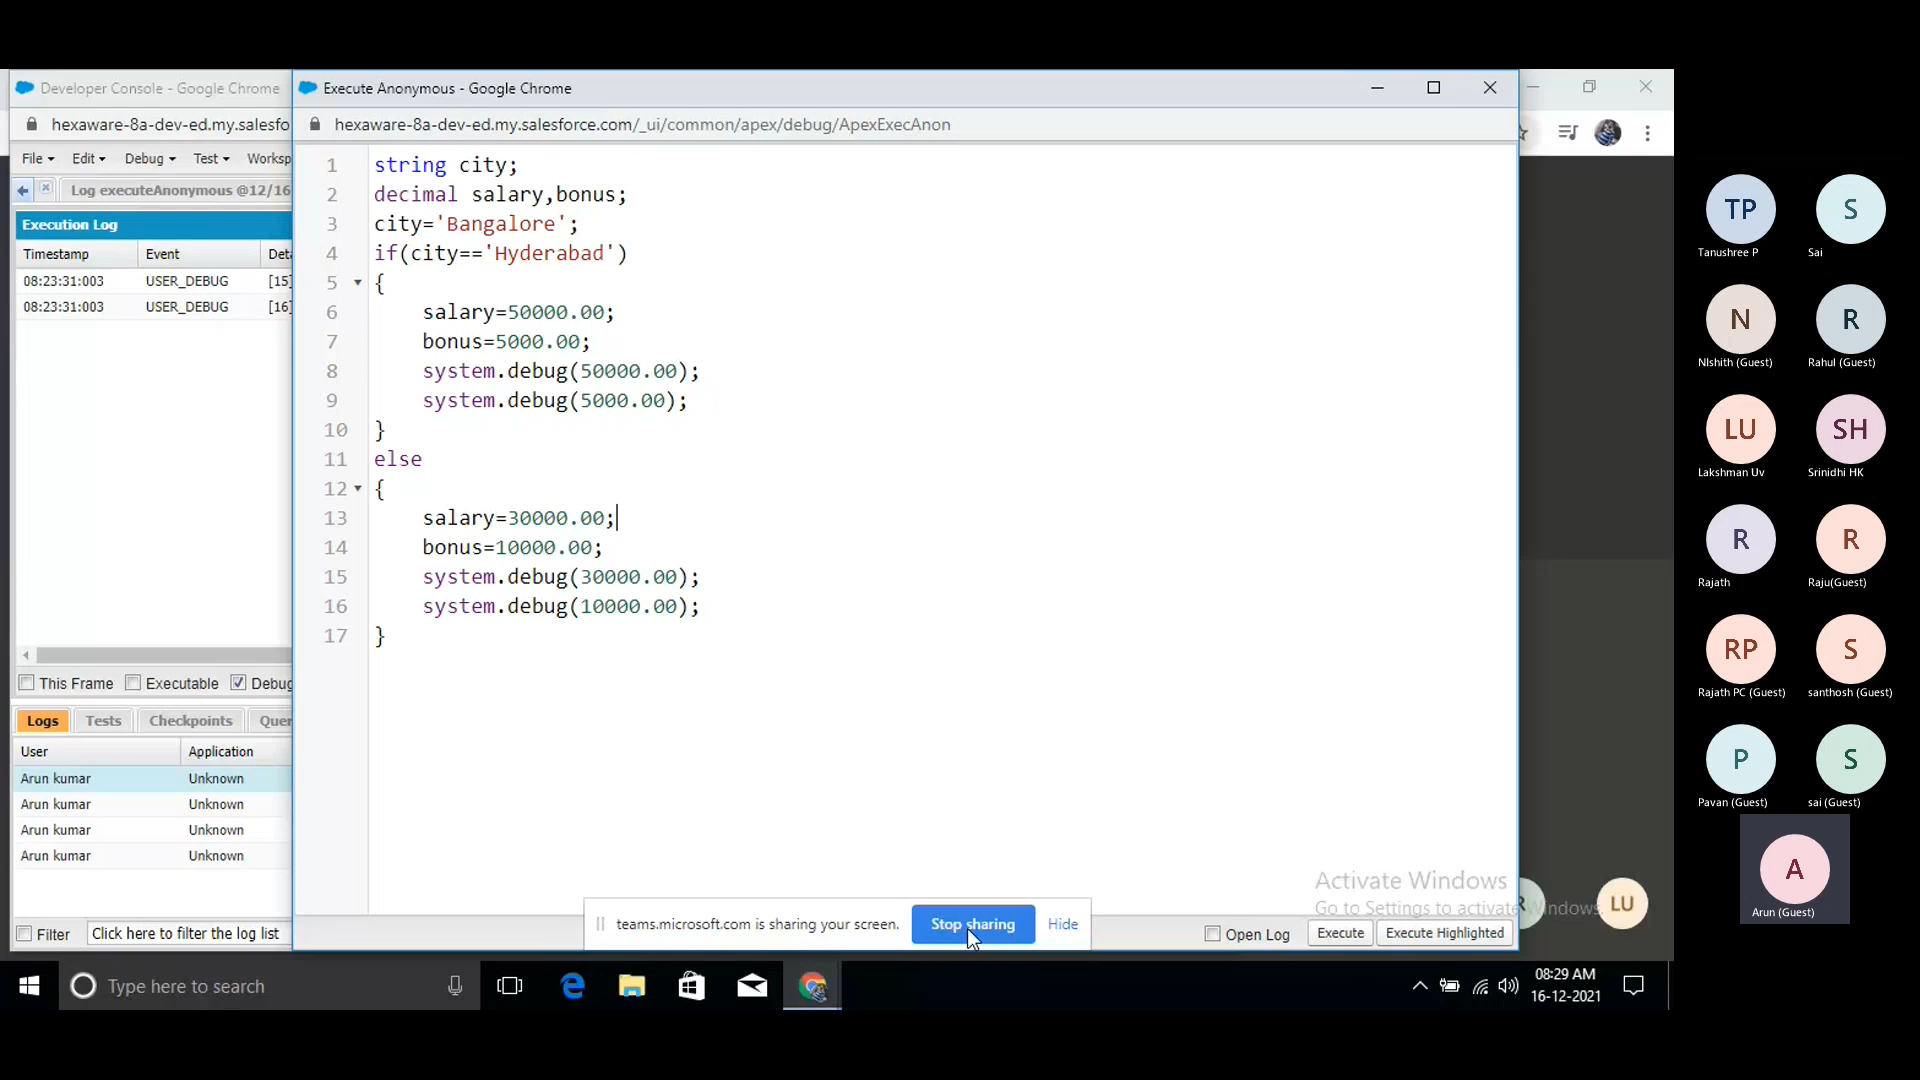 Developer Console - Google Chrome
hexaware-8a-dev-ed.my.salesfo
File Edit Debug Test Worksp
Log executeAnonymous @12/16
Execution Log
Timestamp Event Deta
08:23:31:003 USER_DEBUG [15]
08:23:31:003 USER_DEBUG [16]
This Frame Executable Debug
Logs Tests Checkpoints Quer
User Application
Arun kumar Unknown
Arun kumar Unknown
Arun kumar Unknown
Arun kumar Unknown
Filter Click here to filter the log list
Execute Anonymous - Google Chrome
hexaware-8a-dev-ed.my.salesforce.com/_ui/common/apex/debug/ApexExecAnon
1 string city;
2 decimal salary,bonus;
3 city='Bangalore';
4 if(city=='Hyderabad')
5 {
6 salary=50000.00;
7 bonus=5000.00;
8 system.debug(50000.00);
9 system.debug(5000.00);
10 }
11 else
12 {
13 salary=30000.00;
14 bonus=10000.00;
15 system.debug(30000.00);
16 system.debug(10000.00);
17 }
Activate Windows
Go to Settings to activate Windows.
R LU
teams.microsoft.com is sharing your screen. Stop sharing Hide
Open Log Execute Execute Highlighted
Type here to search
08:29 AM
16-12-2021
TP S
Tanushree P Sai
N R
NIshith (Guest) Rahul (Guest)
LU SH
Lakshman Uv Srinidhi HK
R R
Rajath Raju(Guest)
RP S
Rajath PC (Guest) santhosh (Guest)
P S
Pavan (Guest) sai (Guest)
A
Arun (Guest)